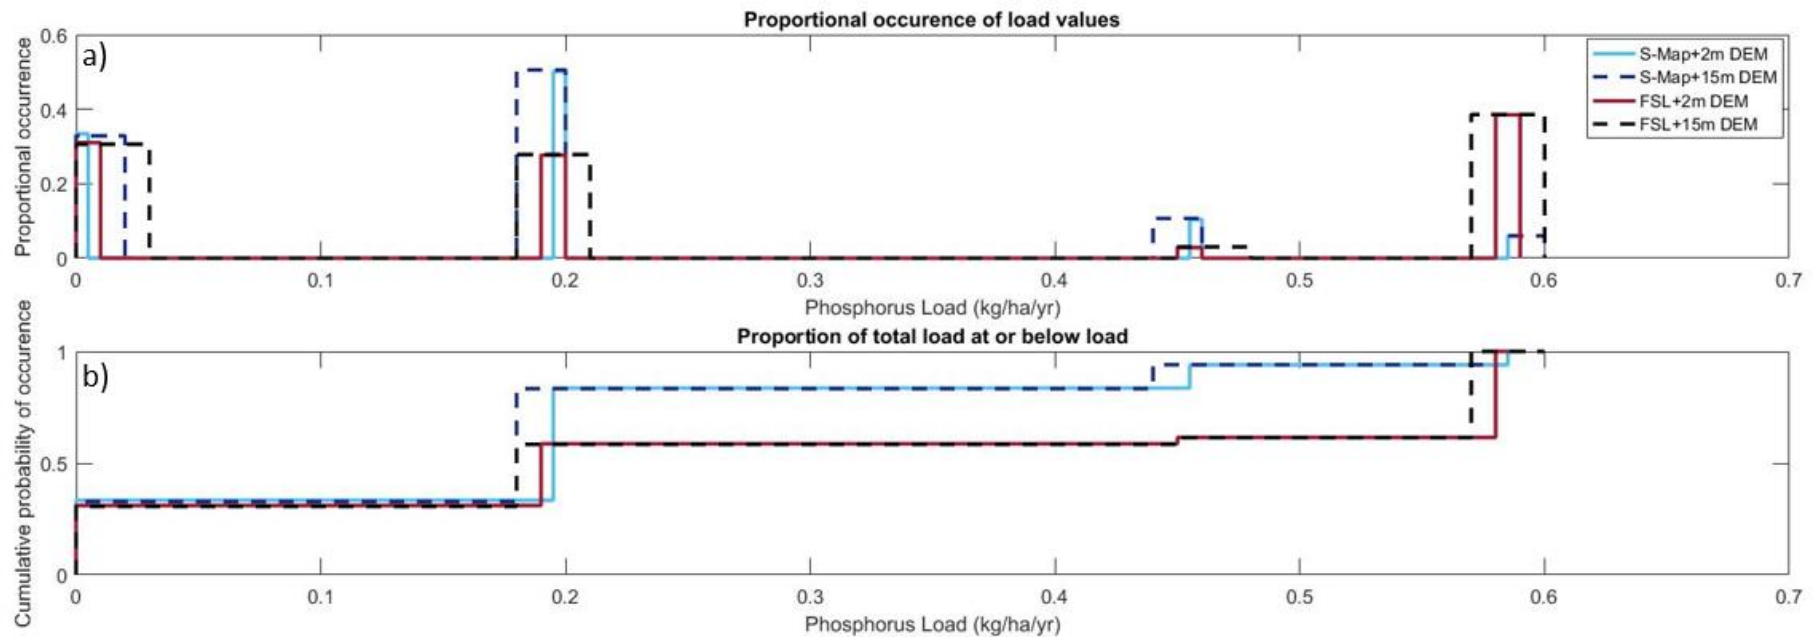 Proportional occurence of load values
a)
Proportional occurrence
0.6
0.4
0.2
0
0 0.1 0.2 0.3 0.4 0.5 0.6 0.7
Phosphorus Load (kg/ha/yr)
S-Map+2m DEM
S-Map+15m DEM
FSL+2m DEM
FSL+15m DEM
Proportion of total load at or below load
b)
Cumulative probability of occurence
1
0.5
0
0 0.1 0.2 0.3 0.4 0.5 0.6 0.7
Phosphorus Load (kg/ha/yr)